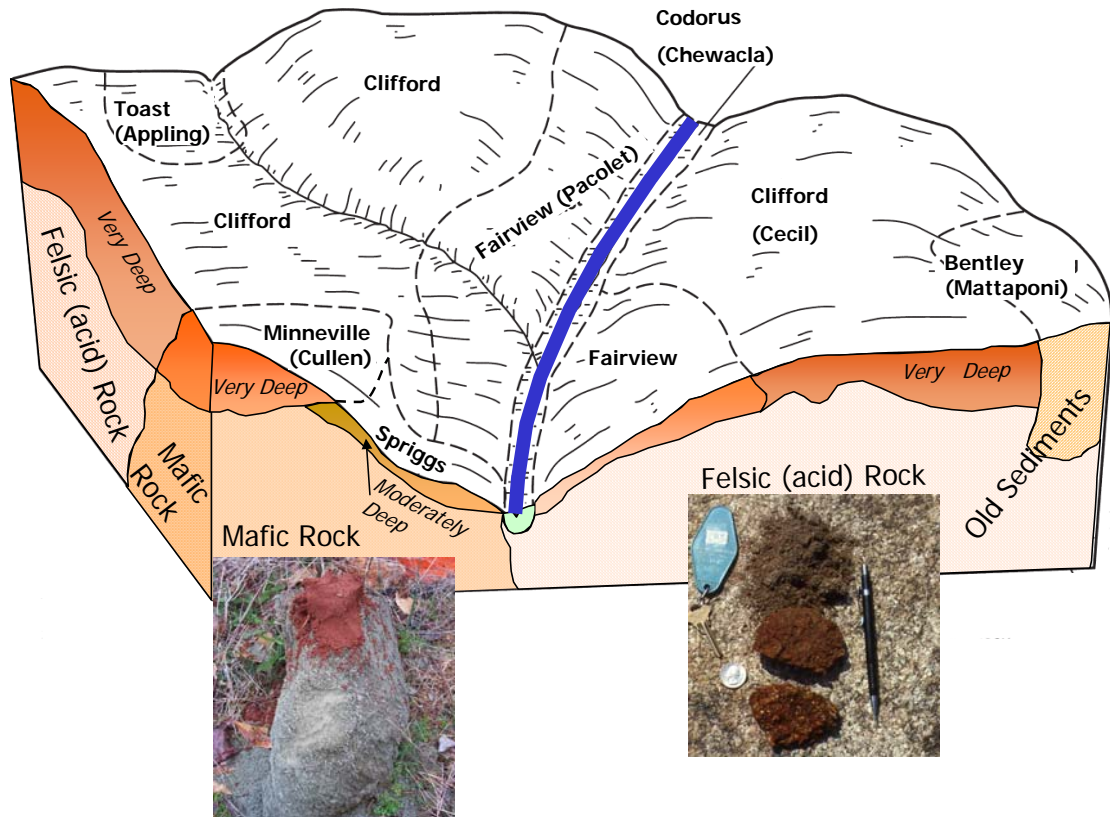 Codorus
(Chewacla)
Clifford
Toast
(Appling)
Fairview (Pacolet)
Clifford
Clifford
(Cecil)
Very Deep
Felsic (acid) Rock
Bentley
(Mattaponi)
Minneville
(Cullen)
Fairview
Very Deep
Very Deep
Mafic
Rock
Spriggs
Moderately
Deep
Old Sediments
Felsic (acid) Rock
Mafic Rock